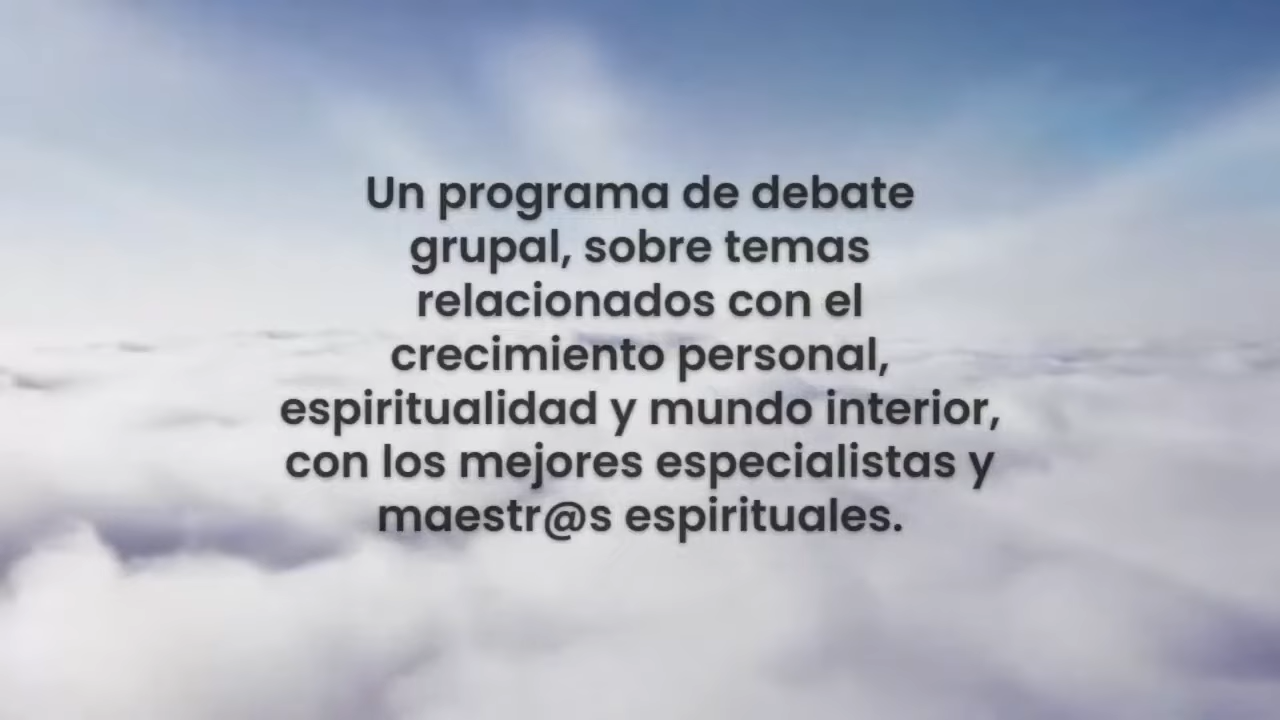 Un programa de debate
grupal, sobre temas
relacionados con el
crecimiento personal,
espiritualidad y mundo interior,
con los mejores especialistas y
maestr@s espirituales.